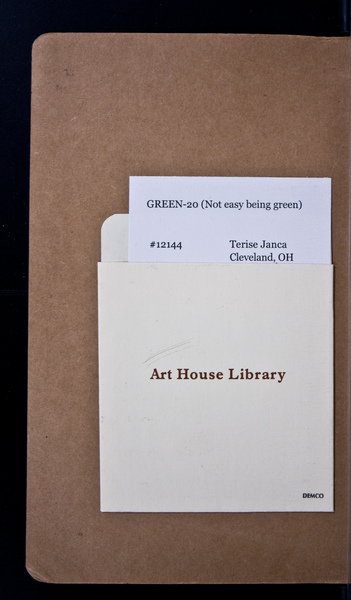 GREEN-20 (Not easy being green)
#12144 Terise Janca
Cleveland, OH
Art House Library
DEMCO